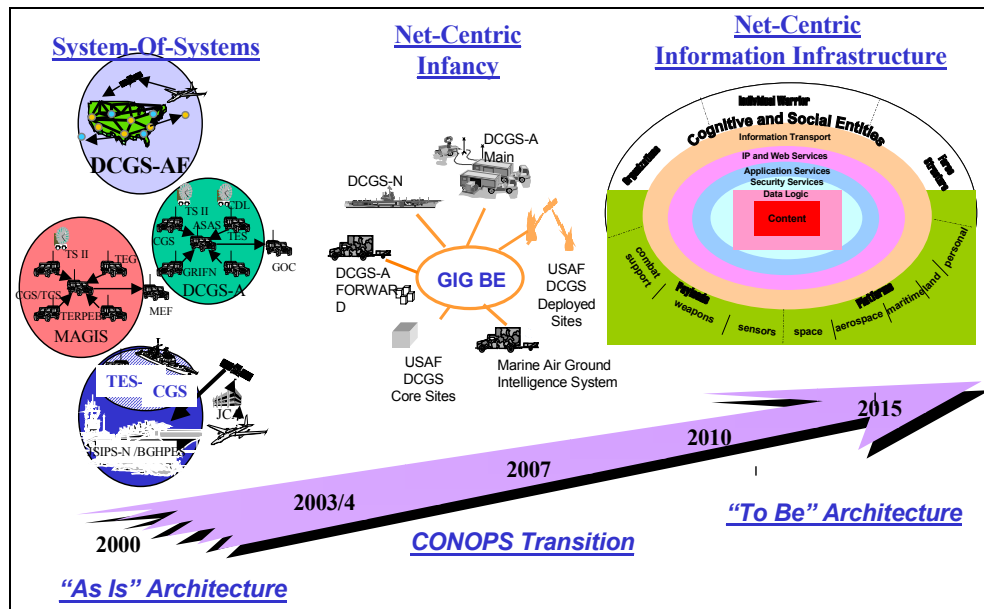 System-Of-Systems
DCGS-AF
TS II
CDL
ASAS
CGS
TES
GRIFN
DCGS-A
GOC
TS II
TEG
CGS/TCS
TERPES
MAGIS
MEF
TES-
CGS
JCA
SIPS-N /BGHPES
Net-Centric
Infancy
DCGS-A
Main
DCGS-N
GIG BE
DCGS-A
FORWAR
D
USAF
DCGS
Deployed
Sites
USAF
DCGS
Core Sites
Marine Air Ground
Intelligence System
Net-Centric
Information Infrastructure
Individual Warrior
Cognitive and Social Entities
Organizations
Force
Structure
Information Transport
IP and Web Services
Application Services
Security Services
Data Logic
Content
combat
support
Payloads
weapons
sensors
space
Platforms
aerospace
maritime
land
personal
2000
2003/4
2007
2010
2015
"As Is" Architecture
CONOPS Transition
"To Be" Architecture